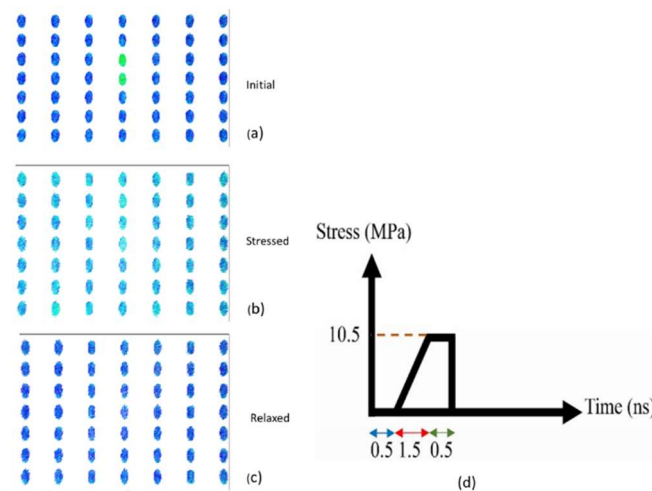 Initial
(a)
Stressed
(b)
Relaxed
(c)
Stress (MPa)
10.5
Time (ns)
0.5 1.5 0.5
(d)